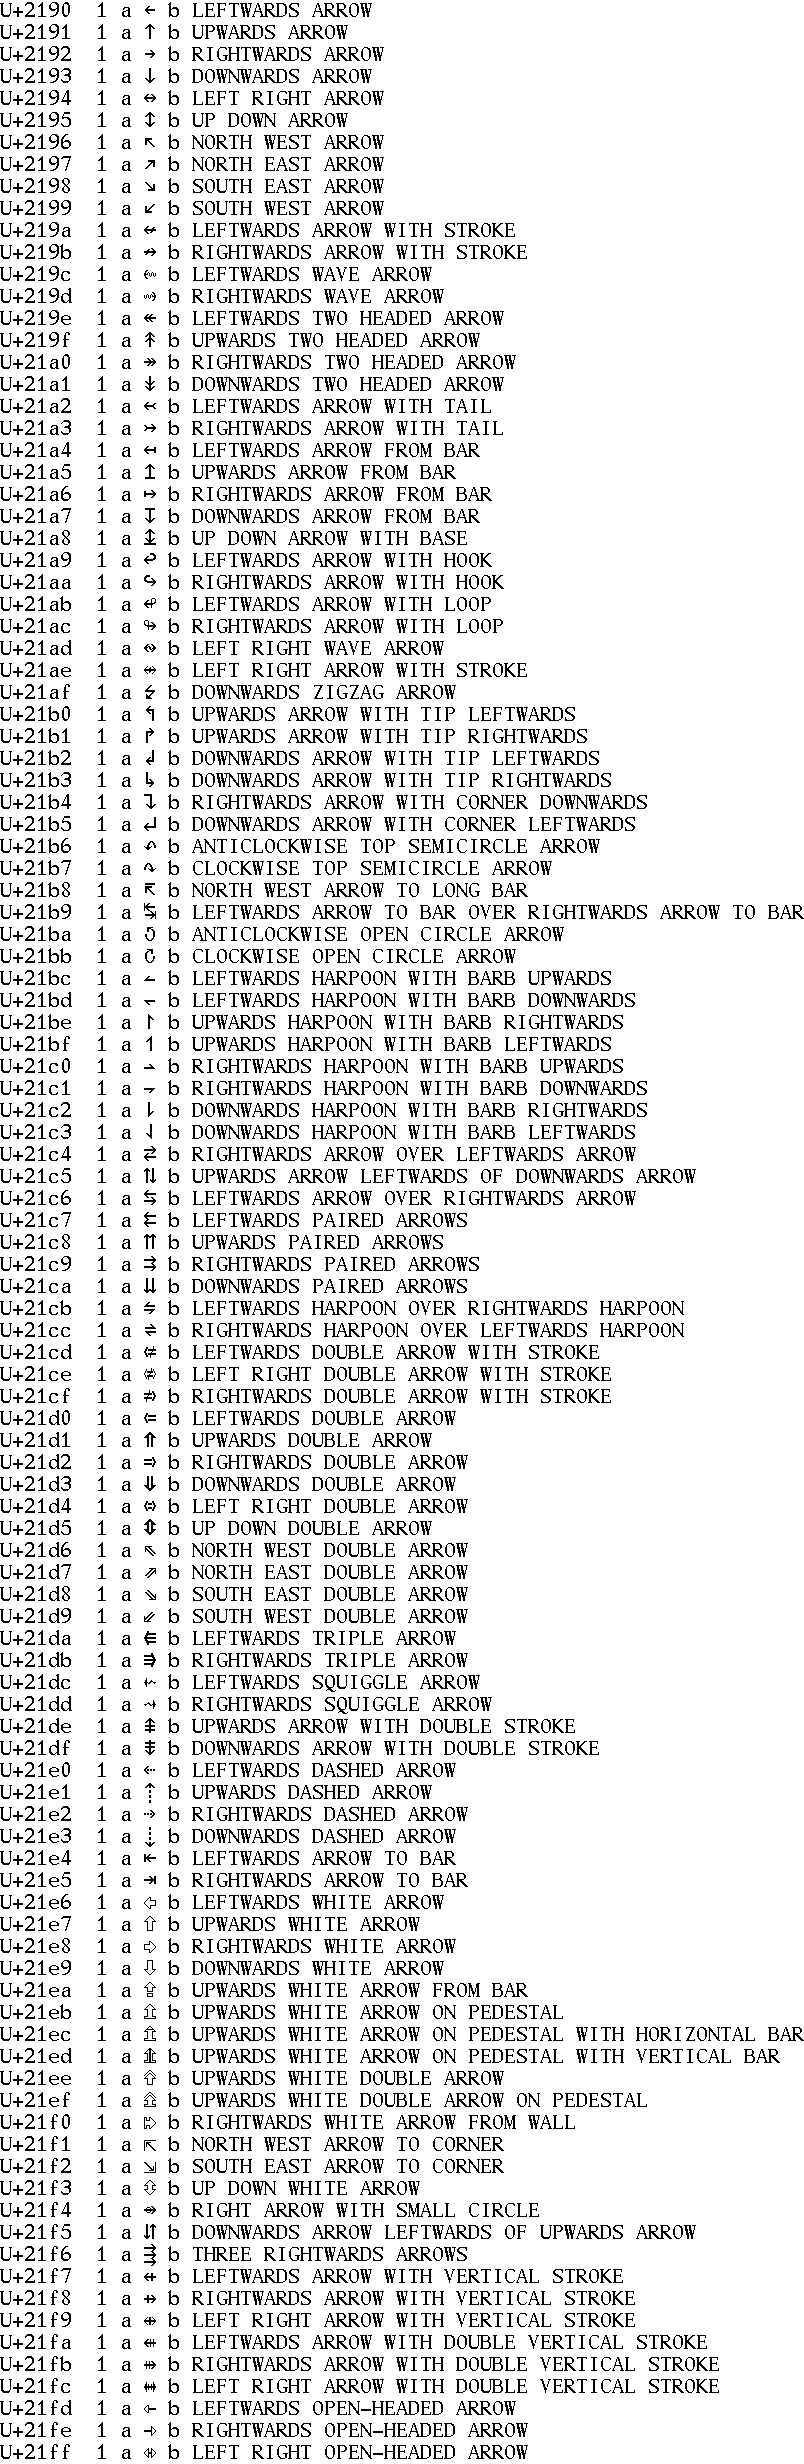 U+2190  1 a ← b LEFTWARDS ARROW
U+2191  1 a ↑ b UPWARDS ARROW
U+2192  1 a → b RIGHTWARDS ARROW
U+2193  1 a ↓ b DOWNWARDS ARROW
U+2194  1 a ↔ b LEFT RIGHT ARROW
U+2195  1 a ↕ b UP DOWN ARROW
U+2196  1 a ↖ b NORTH WEST ARROW
U+2197  1 a ↗ b NORTH EAST ARROW
U+2198  1 a ↘ b SOUTH EAST ARROW
U+2199  1 a ↙ b SOUTH WEST ARROW
U+219a  1 a ↚ b LEFTWARDS ARROW WITH STROKE
U+219b  1 a ↛ b RIGHTWARDS ARROW WITH STROKE
U+219c  1 a ↜ b LEFTWARDS WAVE ARROW
U+219d  1 a ↝ b RIGHTWARDS WAVE ARROW
U+219e  1 a ↞ b LEFTWARDS TWO HEADED ARROW
U+219f  1 a ↟ b UPWARDS TWO HEADED ARROW
U+21a0  1 a ↠ b RIGHTWARDS TWO HEADED ARROW
U+21a1  1 a ↡ b DOWNWARDS TWO HEADED ARROW
U+21a2  1 a ↢ b LEFTWARDS ARROW WITH TAIL
U+21a3  1 a ↣ b RIGHTWARDS ARROW WITH TAIL
U+21a4  1 a ↤ b LEFTWARDS ARROW FROM BAR
U+21a5  1 a ↥ b UPWARDS ARROW FROM BAR
U+21a6  1 a ↦ b RIGHTWARDS ARROW FROM BAR
U+21a7  1 a ↧ b DOWNWARDS ARROW FROM BAR
U+21a8  1 a ↨ b UP DOWN ARROW WITH BASE
U+21a9  1 a ↩ b LEFTWARDS ARROW WITH HOOK
U+21aa  1 a ↪ b RIGHTWARDS ARROW WITH HOOK
U+21ab  1 a ↫ b LEFTWARDS ARROW WITH LOOP
U+21ac  1 a ↬ b RIGHTWARDS ARROW WITH LOOP
U+21ad  1 a ↭ b LEFT RIGHT WAVE ARROW
U+21ae  1 a ↮ b LEFT RIGHT ARROW WITH STROKE
U+21af  1 a ↯ b DOWNWARDS ZIGZAG ARROW
U+21b0  1 a ↰ b UPWARDS ARROW WITH TIP LEFTWARDS
U+21b1  1 a ↱ b UPWARDS ARROW WITH TIP RIGHTWARDS
U+21b2  1 a ↲ b DOWNWARDS ARROW WITH TIP LEFTWARDS
U+21b3  1 a ↳ b DOWNWARDS ARROW WITH TIP RIGHTWARDS
U+21b4  1 a ↴ b RIGHTWARDS ARROW WITH CORNER DOWNWARDS
U+21b5  1 a ↵ b DOWNWARDS ARROW WITH CORNER LEFTWARDS
U+21b6  1 a ↶ b ANTICLOCKWISE TOP SEMICIRCLE ARROW
U+21b7  1 a ↷ b CLOCKWISE TOP SEMICIRCLE ARROW
U+21b8  1 a ↸ b NORTH WEST ARROW TO LONG BAR
U+21b9  1 a ↹ b LEFTWARDS ARROW TO BAR OVER RIGHTWARDS ARROW TO BAR
U+21ba  1 a ↺ b ANTICLOCKWISE OPEN CIRCLE ARROW
U+21bb  1 a ↻ b CLOCKWISE OPEN CIRCLE ARROW
U+21bc  1 a ↼ b LEFTWARDS HARPOON WITH BARB UPWARDS
U+21bd  1 a ↽ b LEFTWARDS HARPOON WITH BARB DOWNWARDS
U+21be  1 a ↾ b UPWARDS HARPOON WITH BARB RIGHTWARDS
U+21bf  1 a ↿ b UPWARDS HARPOON WITH BARB LEFTWARDS
U+21c0  1 a ⇀ b RIGHTWARDS HARPOON WITH BARB UPWARDS
U+21c1  1 a ⇁ b RIGHTWARDS HARPOON WITH BARB DOWNWARDS
U+21c2  1 a ⇂ b DOWNWARDS HARPOON WITH BARB RIGHTWARDS
U+21c3  1 a ⇃ b DOWNWARDS HARPOON WITH BARB LEFTWARDS
U+21c4  1 a ⇄ b RIGHTWARDS ARROW OVER LEFTWARDS ARROW
U+21c5  1 a ⇅ b UPWARDS ARROW LEFTWARDS OF DOWNWARDS ARROW
U+21c6  1 a ⇆ b LEFTWARDS ARROW OVER RIGHTWARDS ARROW
U+21c7  1 a ⇇ b LEFTWARDS PAIRED ARROWS
U+21c8  1 a ⇈ b UPWARDS PAIRED ARROWS
U+21c9  1 a ⇉ b RIGHTWARDS PAIRED ARROWS
U+21ca  1 a ⇊ b DOWNWARDS PAIRED ARROWS
U+21cb  1 a ⇋ b LEFTWARDS HARPOON OVER RIGHTWARDS HARPOON
U+21cc  1 a ⇌ b RIGHTWARDS HARPOON OVER LEFTWARDS HARPOON
U+21cd  1 a ⇍ b LEFTWARDS DOUBLE ARROW WITH STROKE
U+21ce  1 a ⇎ b LEFT RIGHT DOUBLE ARROW WITH STROKE
U+21cf  1 a ⇏ b RIGHTWARDS DOUBLE ARROW WITH STROKE
U+21d0  1 a ⇐ b LEFTWARDS DOUBLE ARROW
U+21d1  1 a ⇑ b UPWARDS DOUBLE ARROW
U+21d2  1 a ⇒ b RIGHTWARDS DOUBLE ARROW
U+21d3  1 a ⇓ b DOWNWARDS DOUBLE ARROW
U+21d4  1 a ⇔ b LEFT RIGHT DOUBLE ARROW
U+21d5  1 a ⇕ b UP DOWN DOUBLE ARROW
U+21d6  1 a ⇖ b NORTH WEST DOUBLE ARROW
U+21d7  1 a ⇗ b NORTH EAST DOUBLE ARROW
U+21d8  1 a ⇘ b SOUTH EAST DOUBLE ARROW
U+21d9  1 a ⇙ b SOUTH WEST DOUBLE ARROW
U+21da  1 a ⇚ b LEFTWARDS TRIPLE ARROW
U+21db  1 a ⇛ b RIGHTWARDS TRIPLE ARROW
U+21dc  1 a ⇜ b LEFTWARDS SQUIGGLE ARROW
U+21dd  1 a ⇝ b RIGHTWARDS SQUIGGLE ARROW
U+21de  1 a ⇞ b UPWARDS ARROW WITH DOUBLE STROKE
U+21df  1 a ⇟ b DOWNWARDS ARROW WITH DOUBLE STROKE
U+21e0  1 a ⇠ b LEFTWARDS DASHED ARROW
U+21e1  1 a ⇡ b UPWARDS DASHED ARROW
U+21e2  1 a ⇢ b RIGHTWARDS DASHED ARROW
U+21e3  1 a ⇣ b DOWNWARDS DASHED ARROW
U+21e4  1 a ⇤ b LEFTWARDS ARROW TO BAR
U+21e5  1 a ⇥ b RIGHTWARDS ARROW TO BAR
U+21e6  1 a ⇦ b LEFTWARDS WHITE ARROW
U+21e7  1 a ⇧ b UPWARDS WHITE ARROW
U+21e8  1 a ⇨ b RIGHTWARDS WHITE ARROW
U+21e9  1 a ⇩ b DOWNWARDS WHITE ARROW
U+21ea  1 a ⇪ b UPWARDS WHITE ARROW FROM BAR
U+21eb  1 a ⇫ b UPWARDS WHITE ARROW ON PEDESTAL
U+21ec  1 a ⇬ b UPWARDS WHITE ARROW ON PEDESTAL WITH HORIZONTAL BAR
U+21ed  1 a ⇭ b UPWARDS WHITE ARROW ON PEDESTAL WITH VERTICAL BAR
U+21ee  1 a ⇮ b UPWARDS WHITE DOUBLE ARROW
U+21ef  1 a ⇯ b UPWARDS WHITE DOUBLE ARROW ON PEDESTAL
U+21f0  1 a ⇰ b RIGHTWARDS WHITE ARROW FROM WALL
U+21f1  1 a ⇱ b NORTH WEST ARROW TO CORNER
U+21f2  1 a ⇲ b SOUTH EAST ARROW TO CORNER
U+21f3  1 a ⇳ b UP DOWN WHITE ARROW
U+21f4  1 a ⇴ b RIGHT ARROW WITH SMALL CIRCLE
U+21f5  1 a ⇵ b DOWNWARDS ARROW LEFTWARDS OF UPWARDS ARROW
U+21f6  1 a ⇶ b THREE RIGHTWARDS ARROWS
U+21f7  1 a ⇷ b LEFTWARDS ARROW WITH VERTICAL STROKE
U+21f8  1 a ⇸ b RIGHTWARDS ARROW WITH VERTICAL STROKE
U+21f9  1 a ⇹ b LEFT RIGHT ARROW WITH VERTICAL STROKE
U+21fa  1 a ⇺ b LEFTWARDS ARROW WITH DOUBLE VERTICAL STROKE
U+21fb  1 a ⇻ b RIGHTWARDS ARROW WITH DOUBLE VERTICAL STROKE
U+21fc  1 a ⇼ b LEFT RIGHT ARROW WITH DOUBLE VERTICAL STROKE
U+21fd  1 a ⇽ b LEFTWARDS OPEN-HEADED ARROW
U+21fe  1 a ⇾ b RIGHTWARDS OPEN-HEADED ARROW
U+21ff  1 a ⇿ b LEFT RIGHT OPEN-HEADED ARROW